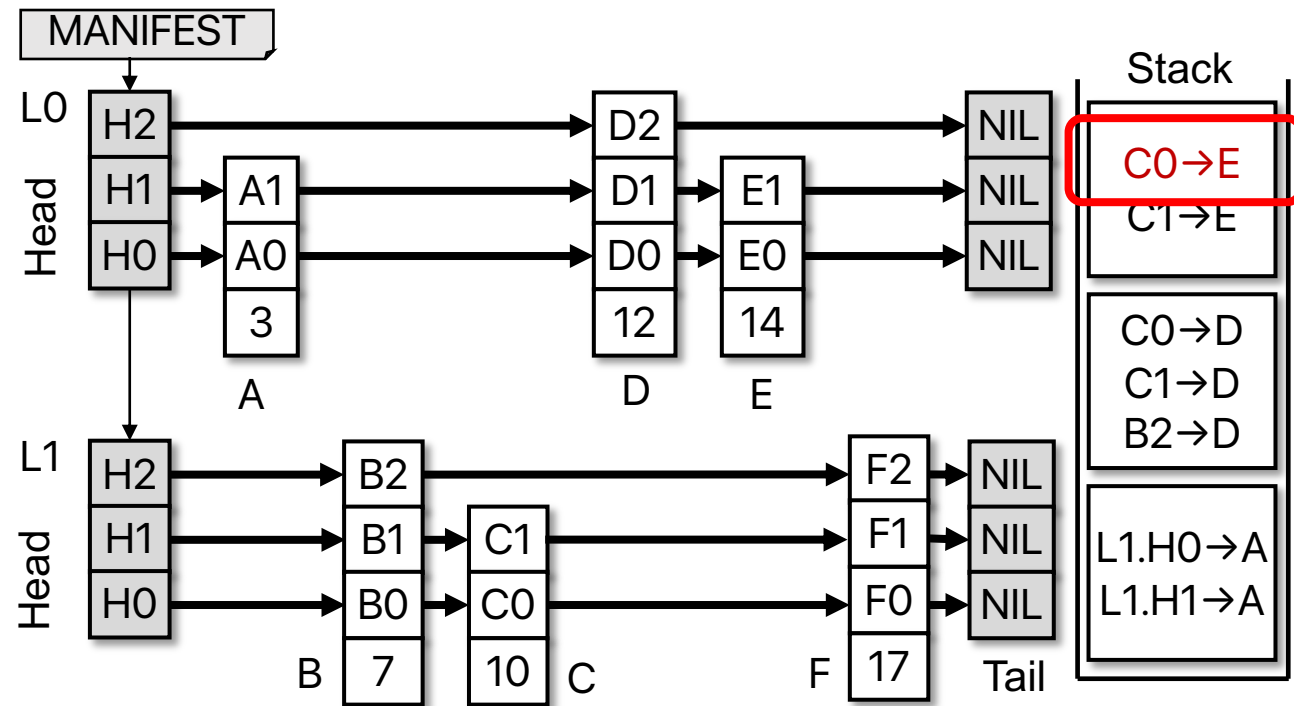 MANIFEST
Stack
L0 H2 D2 NIL
Head H1 A1 D1 E1 NIL
H0 A0 D0 E0 NIL
3 12 14
A D E
C0→E
C1→E
C0→D
C1→D
B2→D
L1 H2 B2 F2 NIL
Head H1 B1 C1 F1 NIL
H0 B0 C0 F0 NIL
B 7 10 C F 17 Tail
L1.H0→A
L1.H1→A